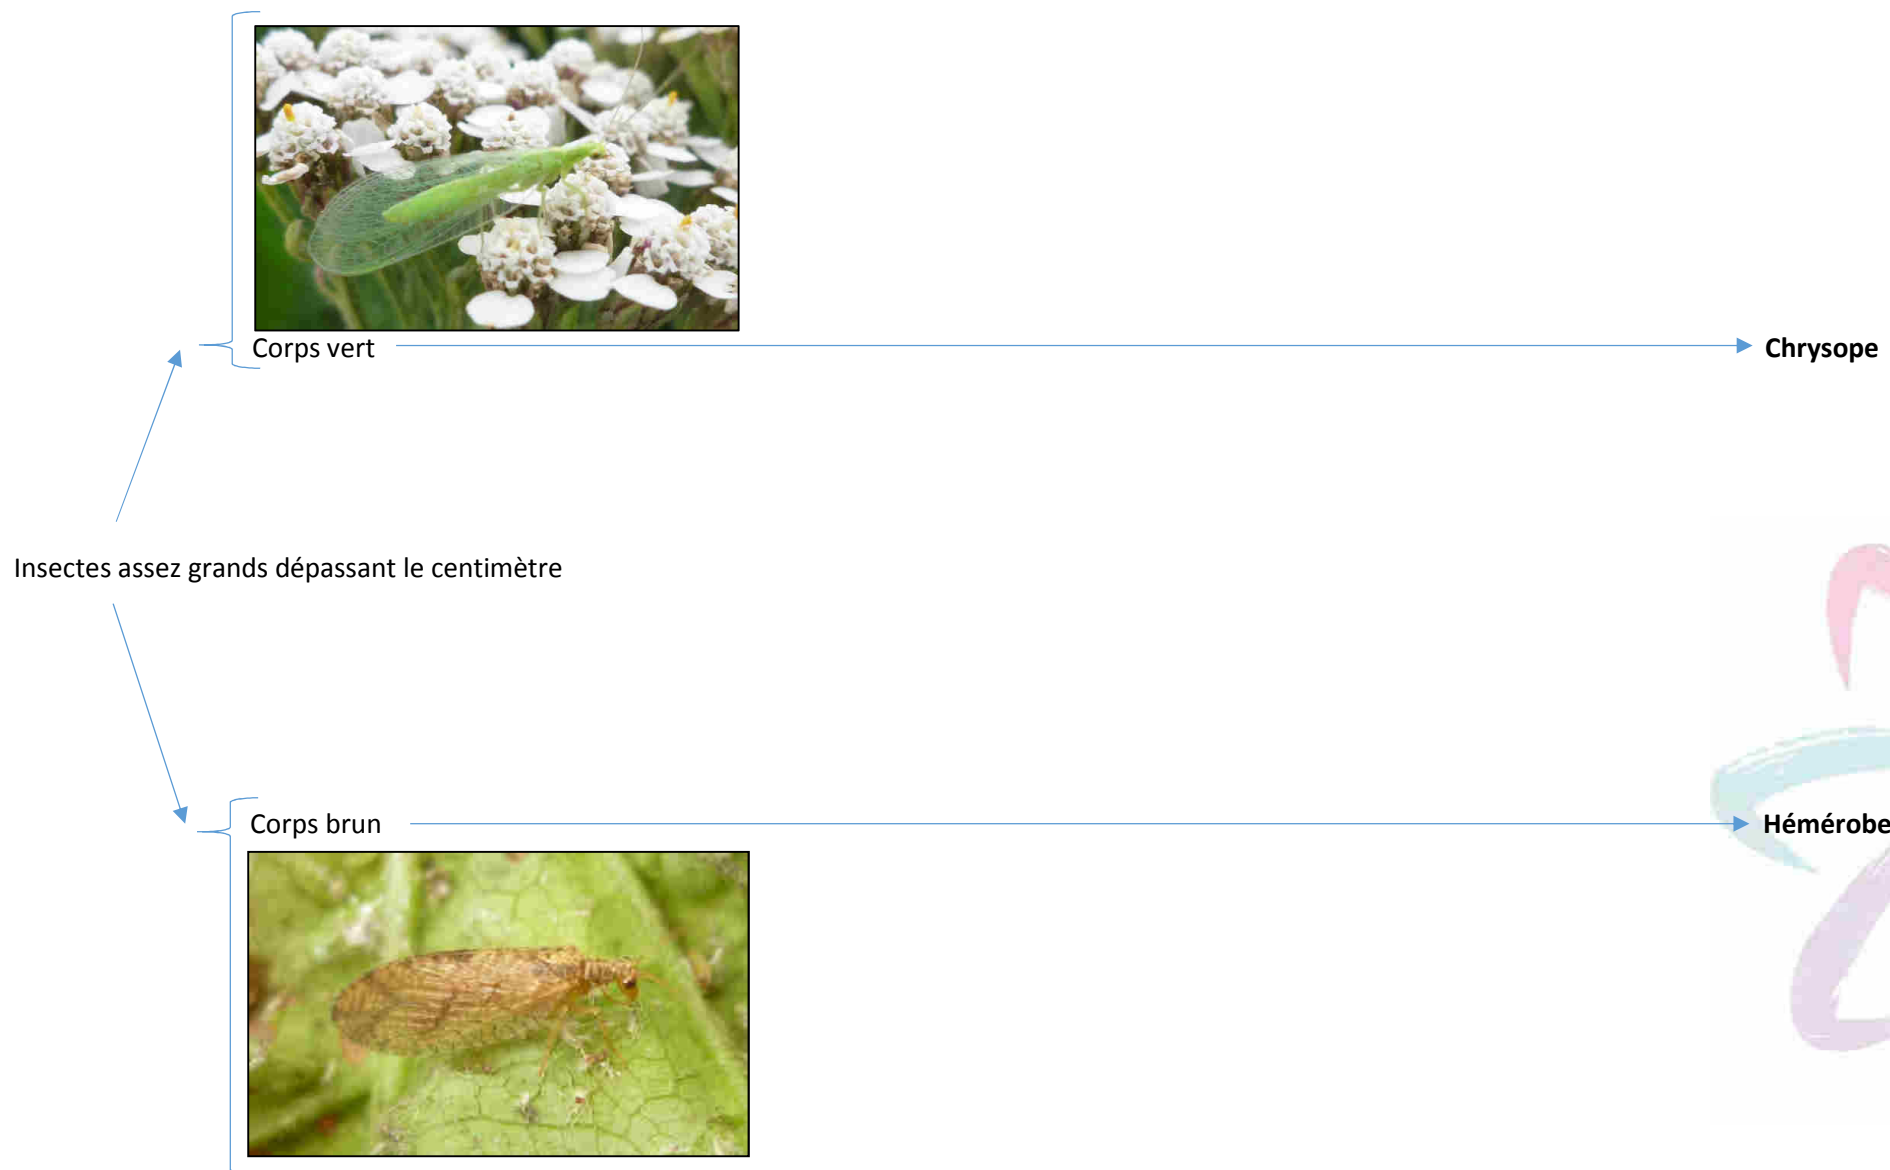 Corps vert
Chrysope
Insectes assez grands dépassant le centimètre
Corps brun
Hémérobe